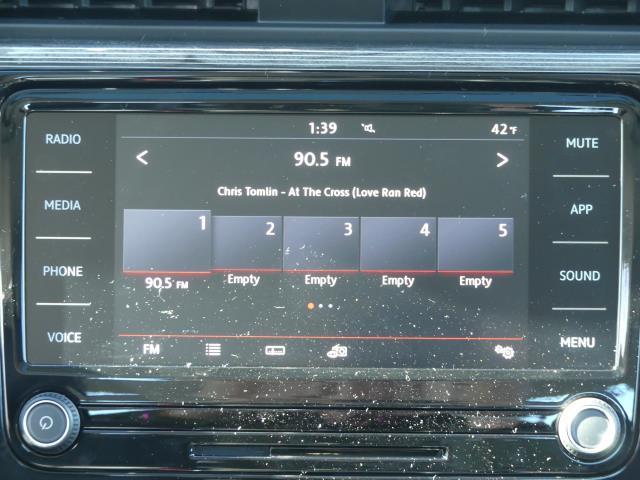 RADIO
MEDIA
PHONE
VOICE
1:39
42°F
< 90.5 FM >
Chris Tomlin - At The Cross (Love Ran Red)
1 2 3 4 5
90.5 FM Empty Empty Empty Empty
FM
MUTE
APP
SOUND
MENU